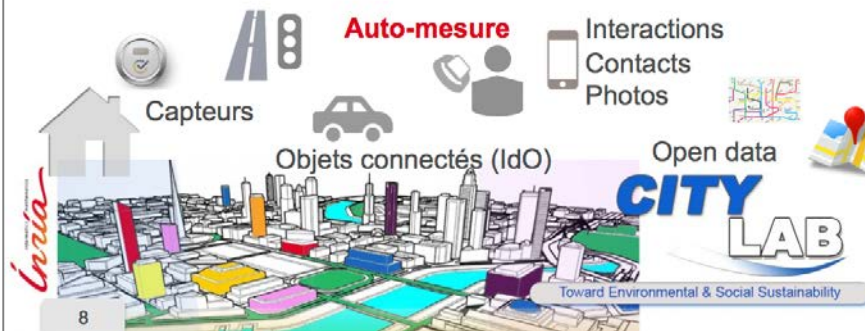 Auto-mesure
Interactions
Contacts
Photos
Capteurs
Objets connectés (IdO)
Open data
CITY
LAB
Toward Environmental & Social Sustainability
Inria
8